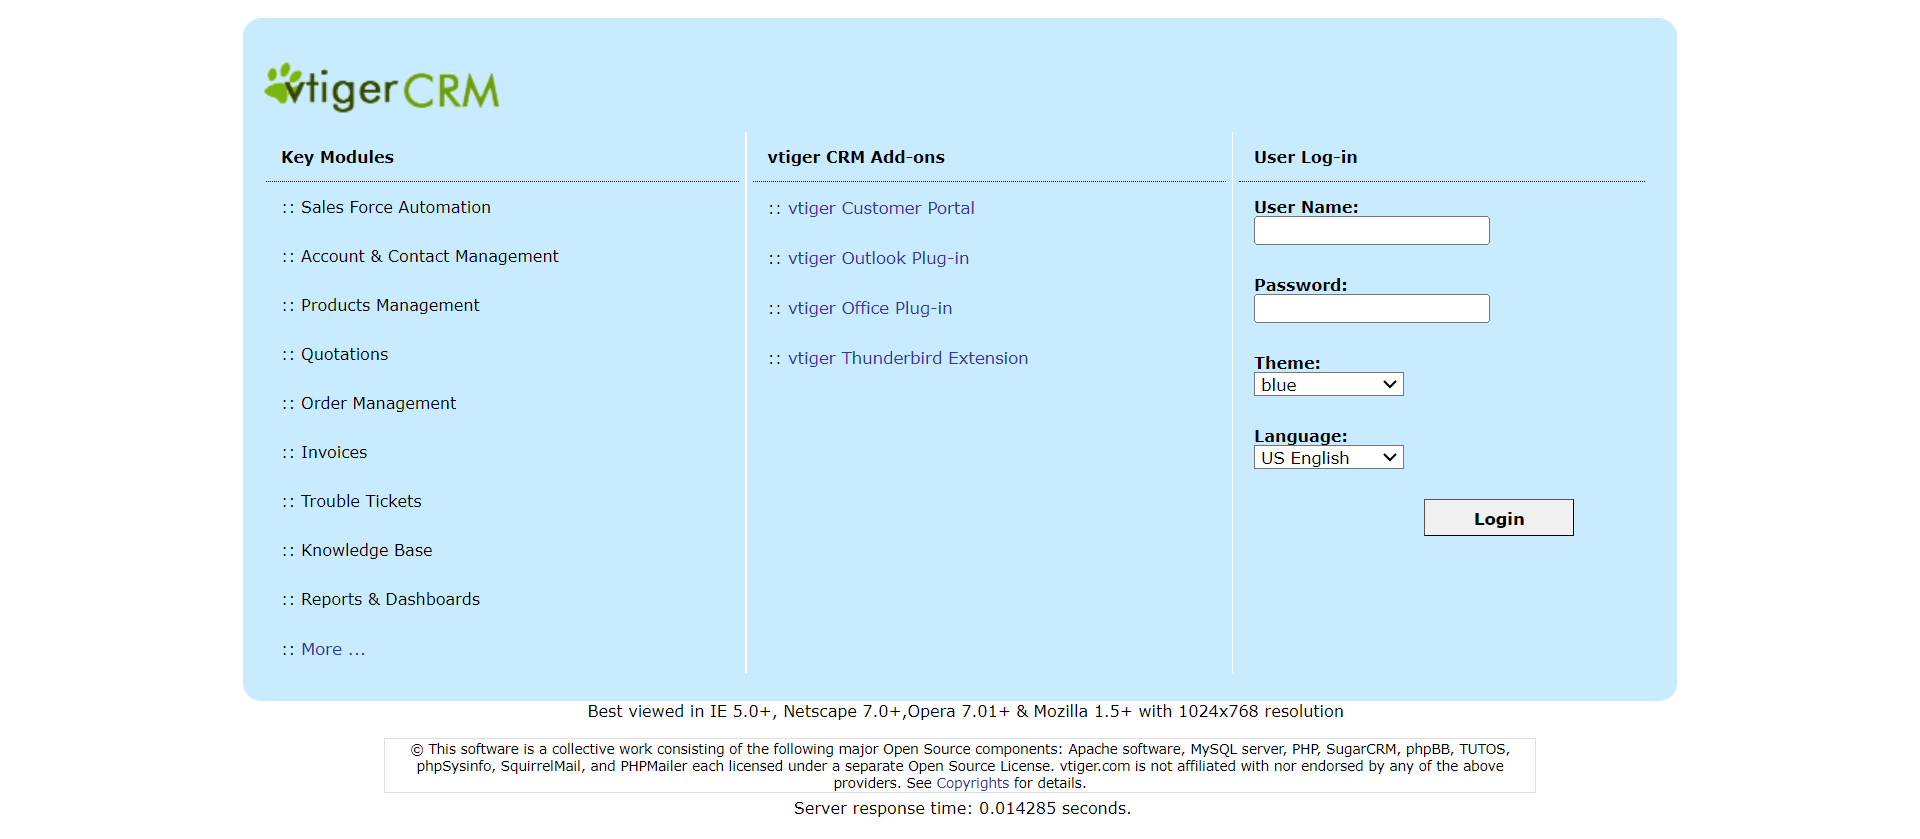 vtiger CRM
Key Modules
:: Sales Force Automation
:: Account & Contact Management
:: Products Management
:: Quotations
:: Order Management
:: Invoices
:: Trouble Tickets
:: Knowledge Base
:: Reports & Dashboards
:: More ...
vtiger CRM Add-ons
:: vtiger Customer Portal
:: vtiger Outlook Plug-in
:: vtiger Office Plug-in
:: vtiger Thunderbird Extension
User Log-in
User Name:
Password:
Theme:
blue
Language:
US English
Login
Best viewed in IE 5.0+, Netscape 7.0+,Opera 7.01+ & Mozilla 1.5+ with 1024x768 resolution
© This software is a collective work consisting of the following major Open Source components: Apache software, MySQL server, PHP, SugarCRM, phpBB, TUTOS,
phpSysinfo, SquirrelMail, and PHPMailer each licensed under a separate Open Source License. vtiger.com is not affiliated with nor endorsed by any of the above
providers. See Copyrights for details.
Server response time: 0.014285 seconds.